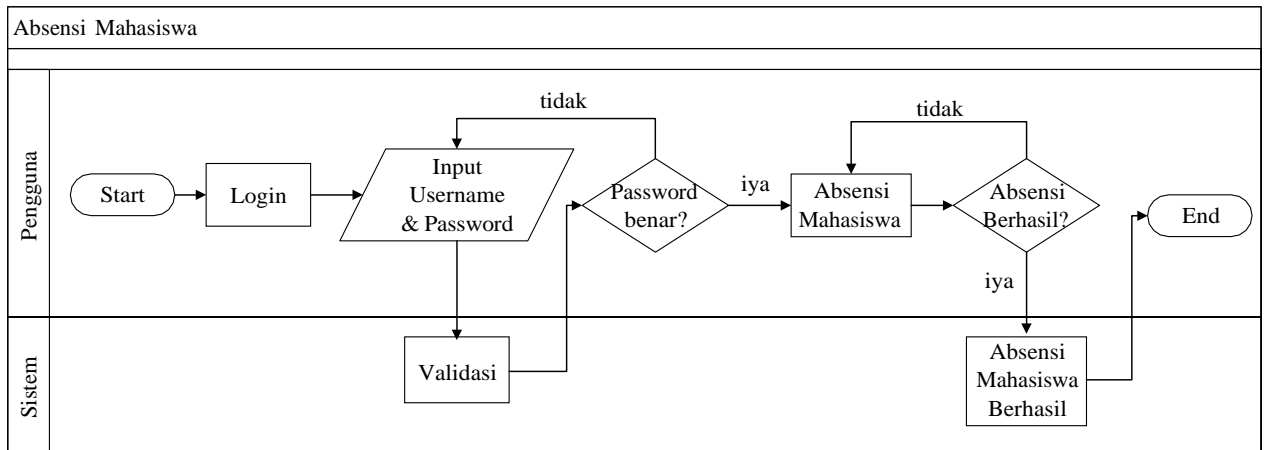 Absensi Mahasiswa
Pengguna
Start
Login
Input
Username
& Password
tidak
Password
benar?
iya
Absensi
Mahasiswa
tidak
Absensi
Berhasil?
iya
End
Sistem
Validasi
Absensi
Mahasiswa
Berhasil